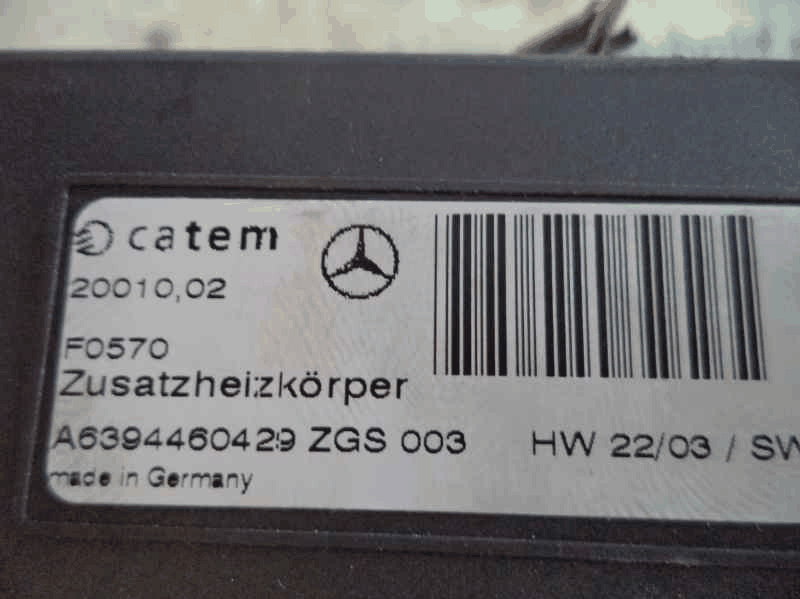 catem
20010,02
F0570
Zusatzheizkörper
A6394460429 ZGS 003 HW 22/03 / SW
made in Germany